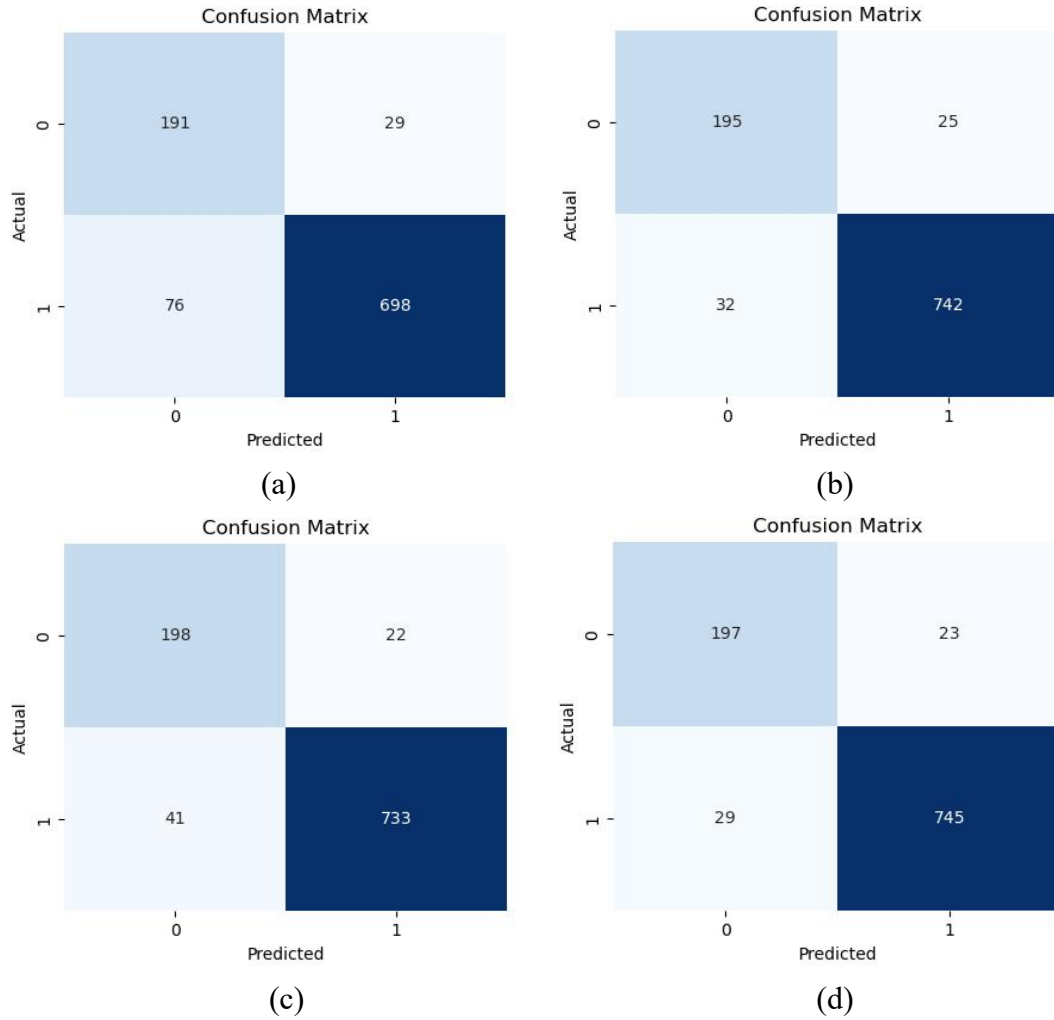 Confusion Matrix
0
191
29
Actual
1
76
698
0
1
Predicted
(a)
Confusion Matrix
0
195
25
Actual
1
32
742
0
1
Predicted
(b)
Confusion Matrix
0
198
22
Actual
1
41
733
0
1
Predicted
(c)
Confusion Matrix
0
197
23
Actual
1
29
745
0
1
Predicted
(d)